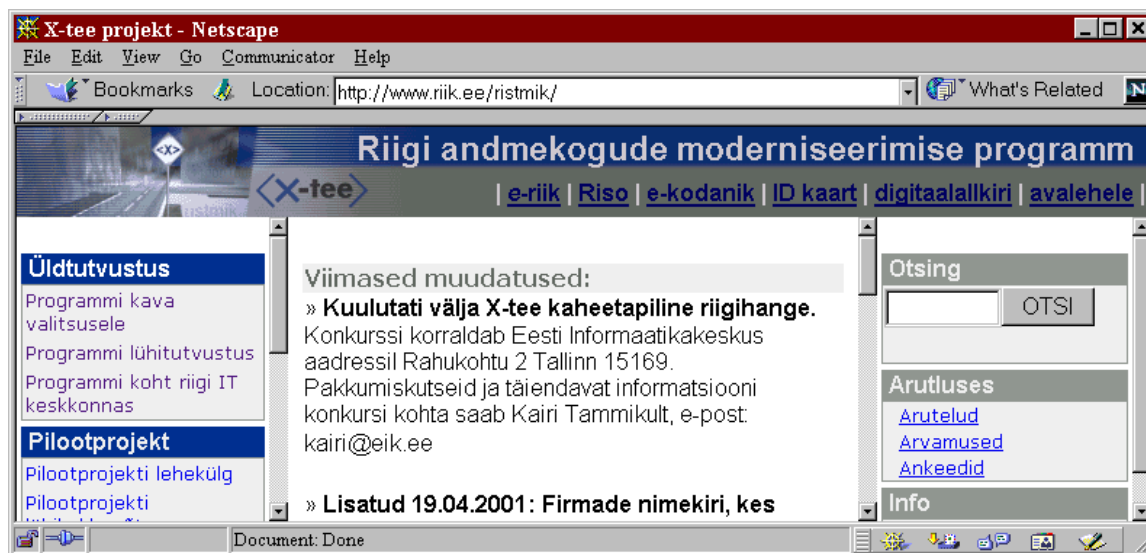 X-tee projekt - Netscape
File Edit View Go Communicator Help
Bookmarks Location: http://www.riik.ee/ristmik/ What's Related N
<X>
Riigi andmekogude moderniseerimise programm
<x-tee>
| e-riik | Riso | e-kodanik | ID kaart | digitaalallkiri | avalehele |
ristmik
Üldtutvustus
Programmi kava
valitsusele
Programmi lühitutvustus
Programmi koht riigi IT
keskkonnas
Pilootprojekt
Pilootprojekti lehekülg
Pilootprojekti
Viimased muudatused:
» Kuulutati välja X-tee kaheetapiline riigihange.
Konkurssi korraldab Eesti Informaatikakeskus
aadressil Rahukohtu 2 Tallinn 15169.
Pakkumiskutseid ja täiendavat informatsiooni
konkursi kohta saab Kairi Tammikult, e-post:
kairi@eik.ee
» Lisatud 19.04.2001: Firmade nimekiri, kes
Otsing
OTSI
Arutluses
Arutelud
Arvamused
Ankeedid
Info
Document: Done